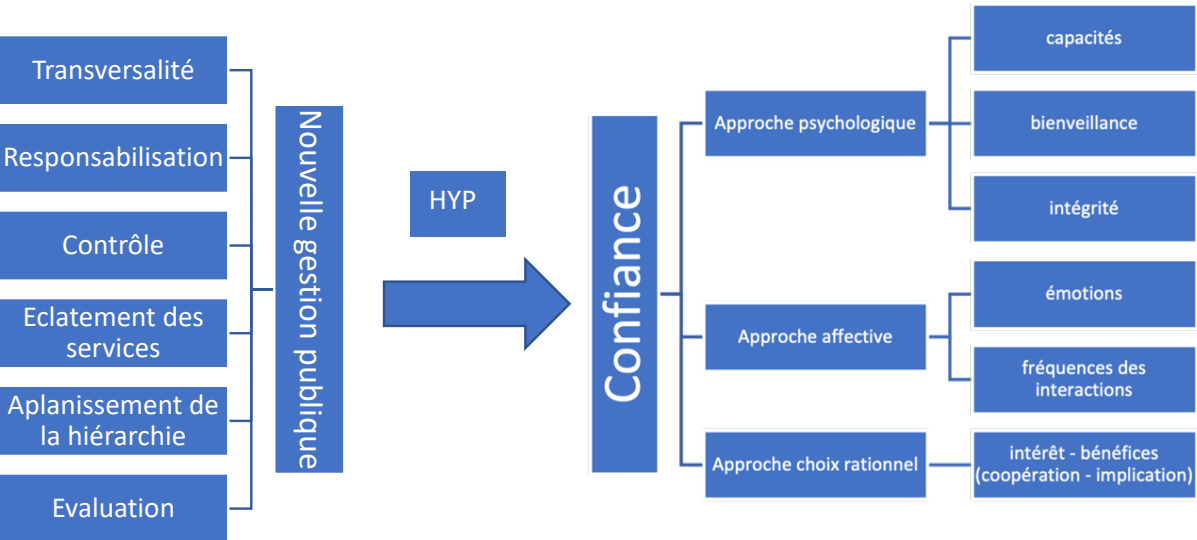 Transversalité
Responsabilisation
Contrôle
Eclatement des
services
Aplanissement de
la hiérarchie
Evaluation
Nouvelle gestion publique
HYP
Confiance
Approche psychologique
capacités
bienveillance
intégrité
Approche affective
émotions
fréquences des
interactions
Approche choix rationnel
intérêt - bénéfices
(coopération - implication)